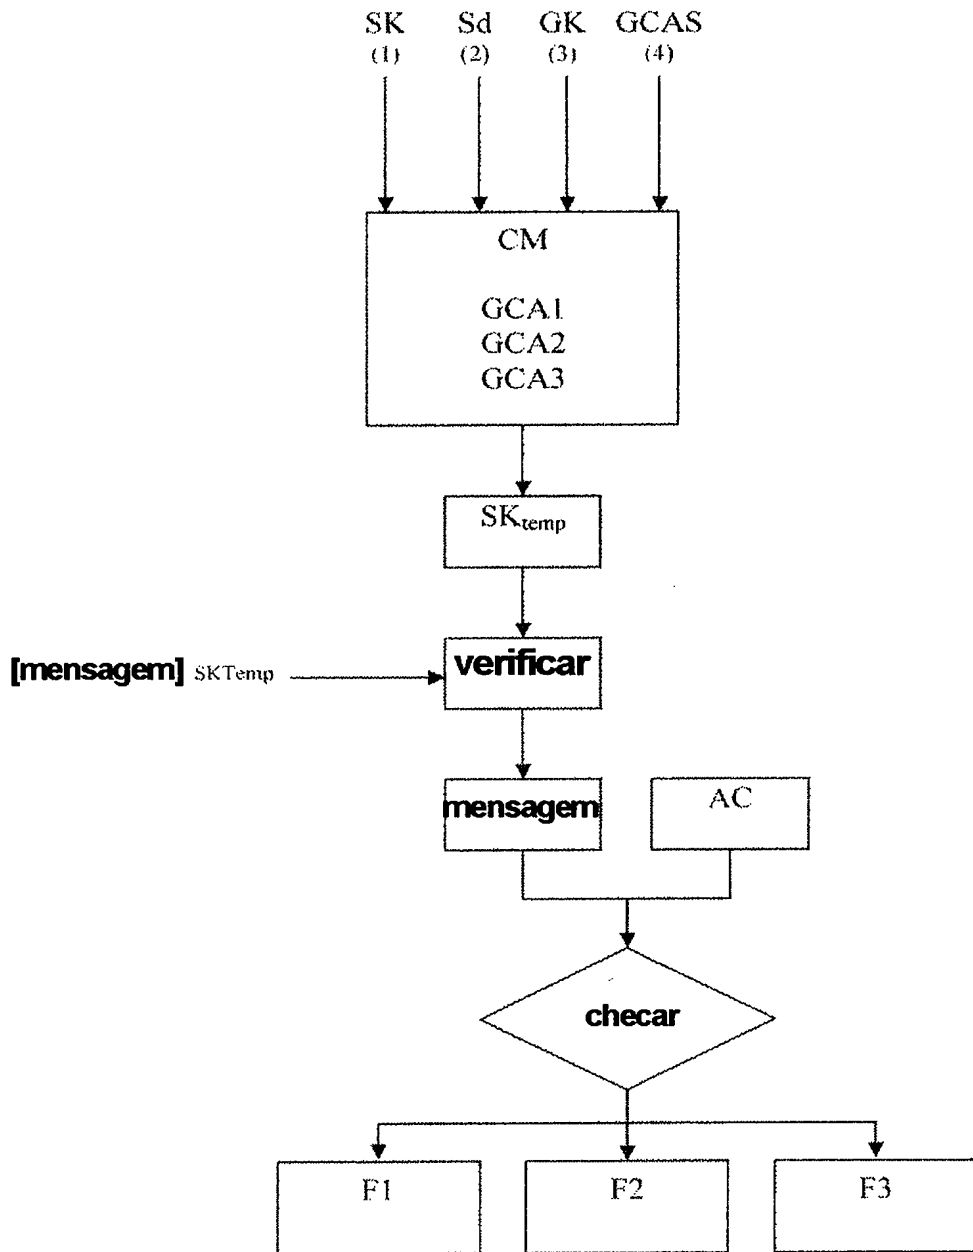 SK Sd GK GCAS
(1) (2) (3) (4)
CM
GCA1
GCA2
GCA3
SKtemp
[mensagem] SKTemp
verificar
mensagem
AC
checar
F1 F2 F3